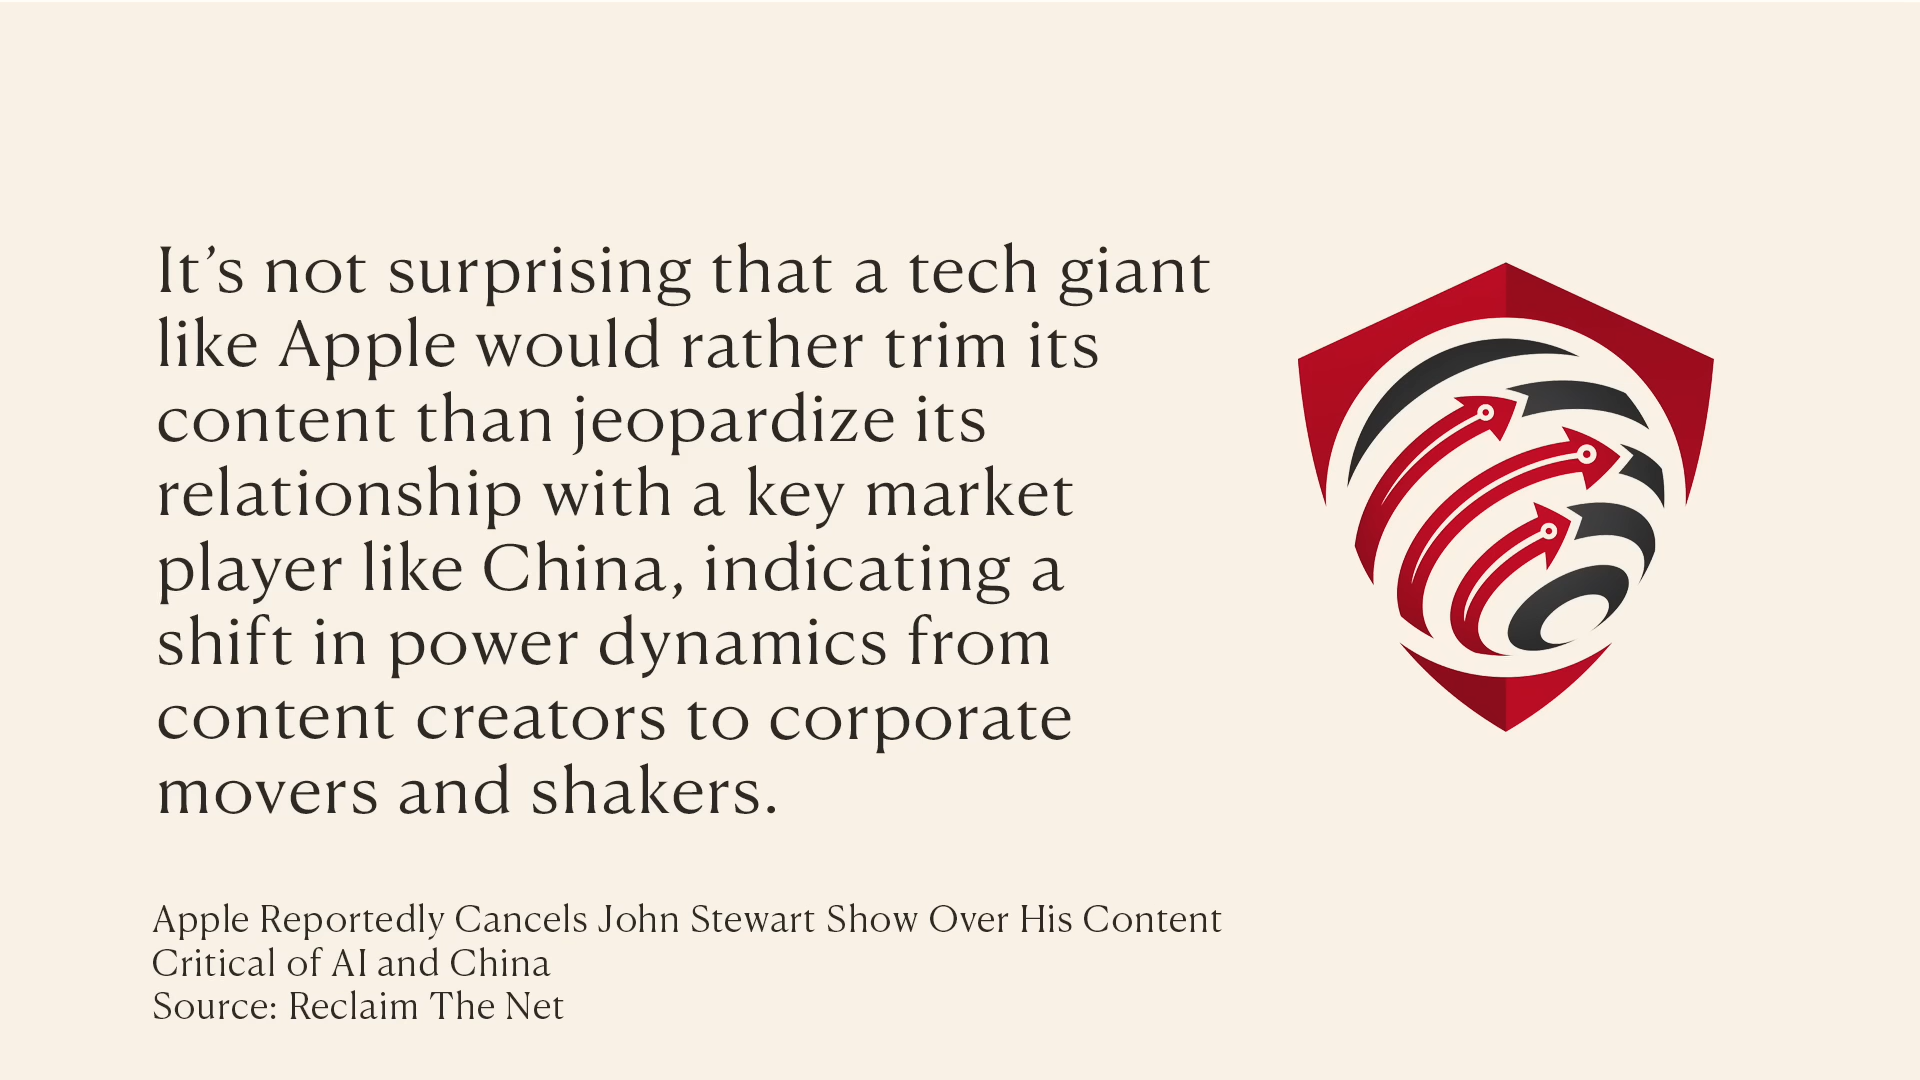 It’s not surprising that a tech giant
like Apple would rather trim its
content than jeopardize its
relationship with a key market
player like China, indicating a
shift in power dynamics from
content creators to corporate
movers and shakers.
Apple Reportedly Cancels John Stewart Show Over His Content
Critical of AI and China
Source: Reclaim The Net